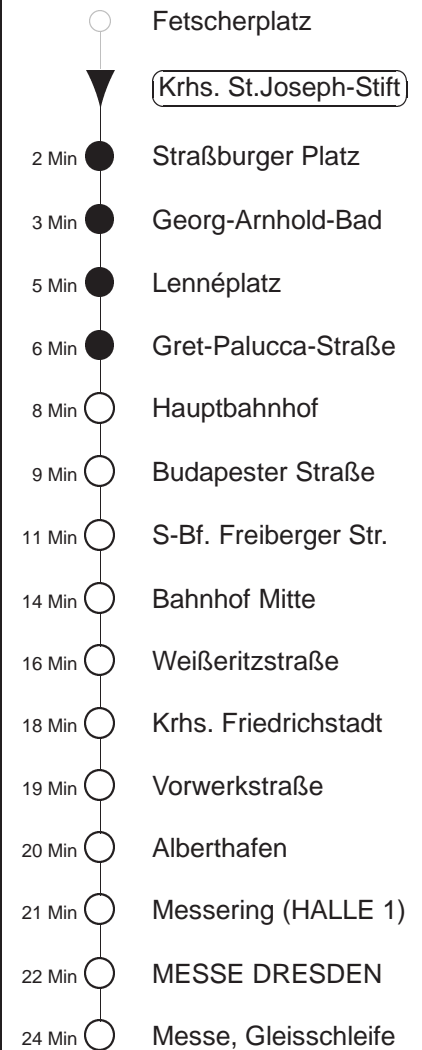 Fetscherplatz
Krhs. St.Joseph-Stift
2 Min Straßburger Platz
3 Min Georg-Arnhold-Bad
5 Min Lennéplatz
6 Min Gret-Palucca-Straße
8 Min Hauptbahnhof
9 Min Budapester Straße
11 Min S-Bf. Freiberger Str.
14 Min Bahnhof Mitte
16 Min Weißeritzstraße
18 Min Krhs. Friedrichstadt
19 Min Vorwerkstraße
20 Min Alberthafen
21 Min Messering (HALLE 1)
22 Min MESSE DRESDEN
24 Min Messe, Gleisschleife